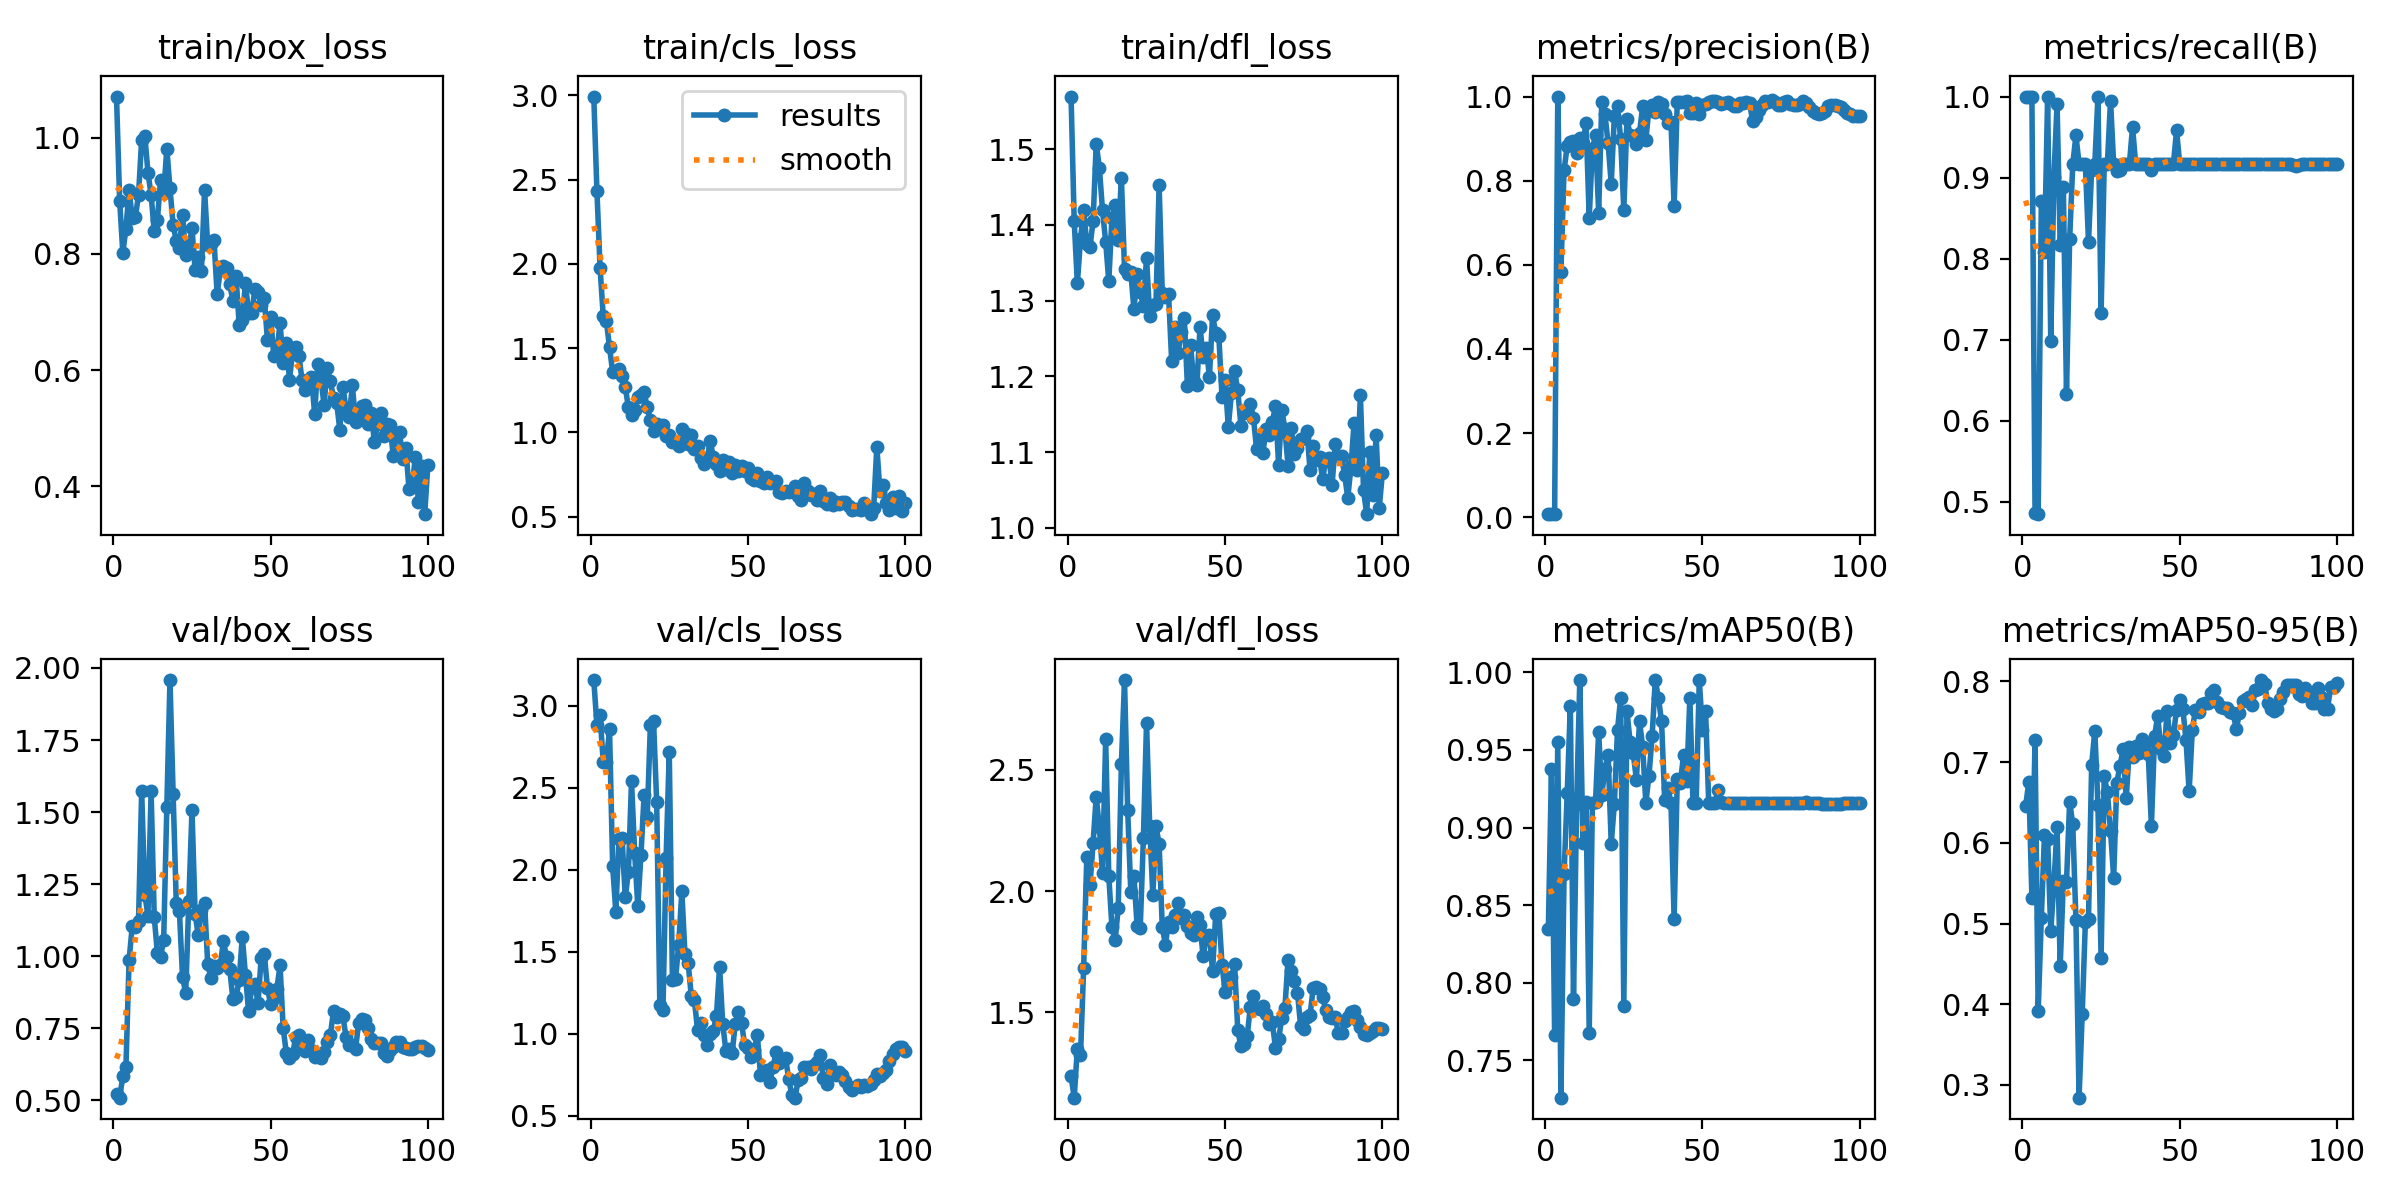 train/box_loss
1.0
0.8
0.6
0.4
0 50 100
train/cls_loss
results
smooth
3.0
2.5
2.0
1.5
1.0
0.5
0 50 100
train/dfl_loss
1.5
1.4
1.3
1.2
1.1
1.0
0 50 100
metrics/precision(B)
1.0
0.8
0.6
0.4
0.2
0.0
0 50 100
metrics/recall(B)
1.0
0.9
0.8
0.7
0.6
0.5
0 50 100
val/box_loss
2.00
1.75
1.50
1.25
1.00
0.75
0.50
0 50 100
val/cls_loss
3.0
2.5
2.0
1.5
1.0
0.5
0 50 100
val/dfl_loss
2.5
2.0
1.5
0 50 100
metrics/mAP50(B)
1.00
0.95
0.90
0.85
0.80
0.75
0 50 100
metrics/mAP50-95(B)
0.8
0.7
0.6
0.5
0.4
0.3
0 50 100